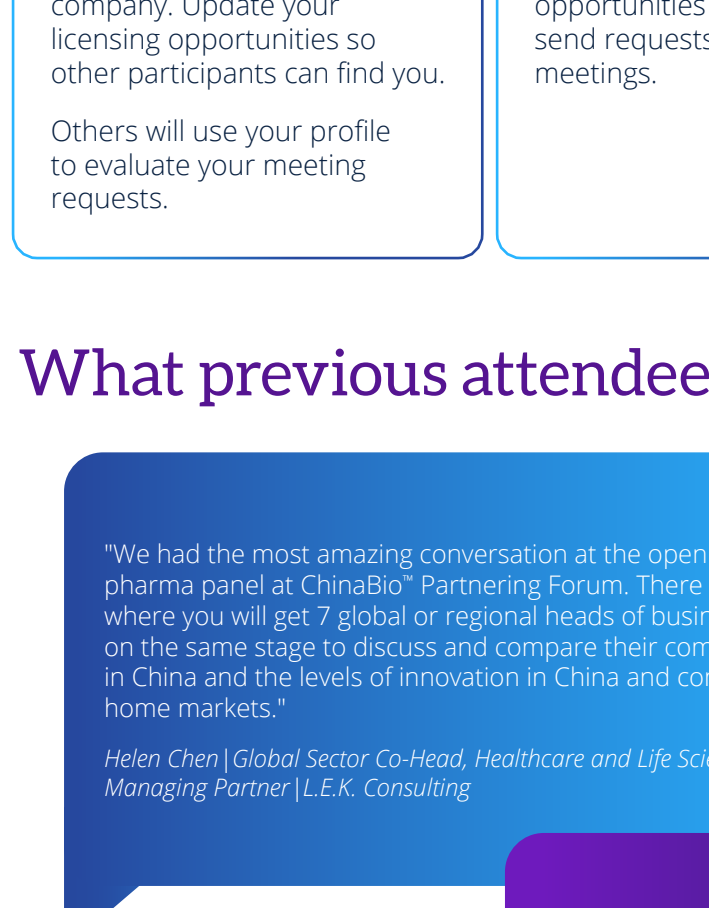 company. Update your
licensing opportunities so
other participants can find you.
Others will use your profile
to evaluate your meeting
requests.
opportunities
send requests
meetings.
What previous attendee
"We had the most amazing conversation at the open
pharma panel at ChinaBio™ Partnering Forum. There
where you will get 7 global or regional heads of busin
on the same stage to discuss and compare their com
in China and the levels of innovation in China and co
home markets."
Helen Chen|Global Sector Co-Head, Healthcare and Life Scie
Managing Partner|L.E.K. Consulting